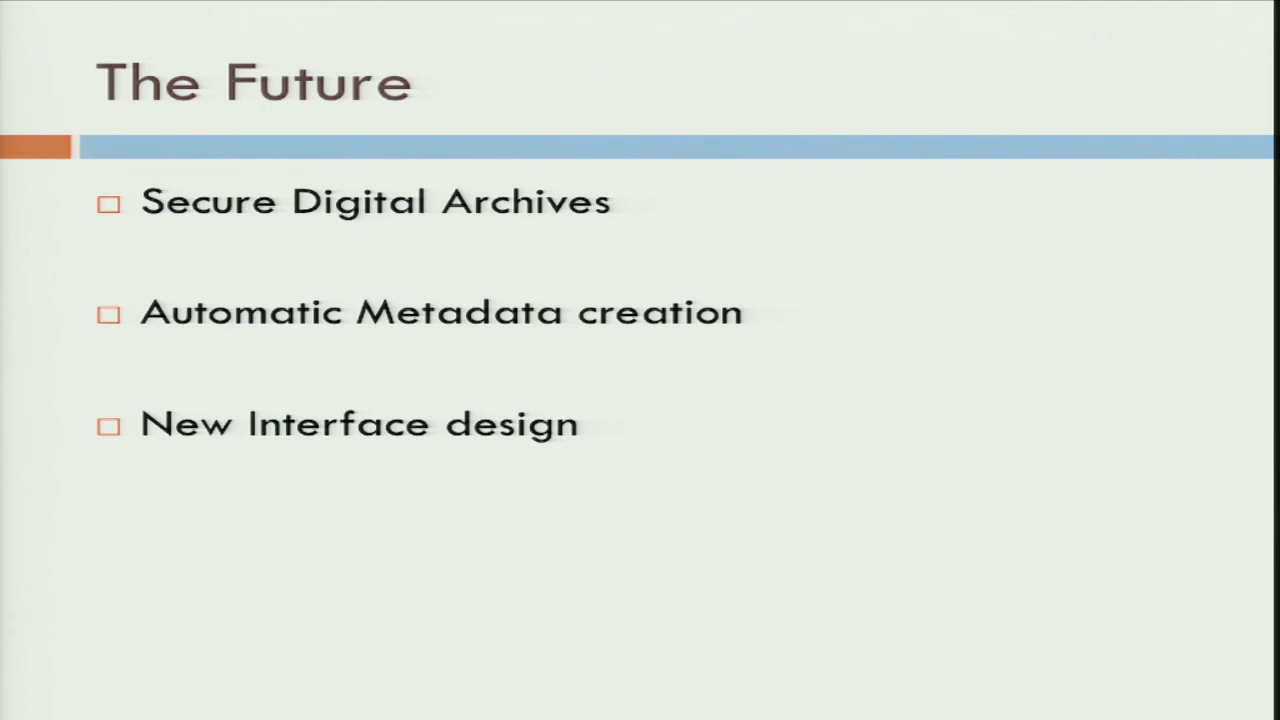 The Future
Secure Digital Archives
Automatic Metadata creation
New Interface design